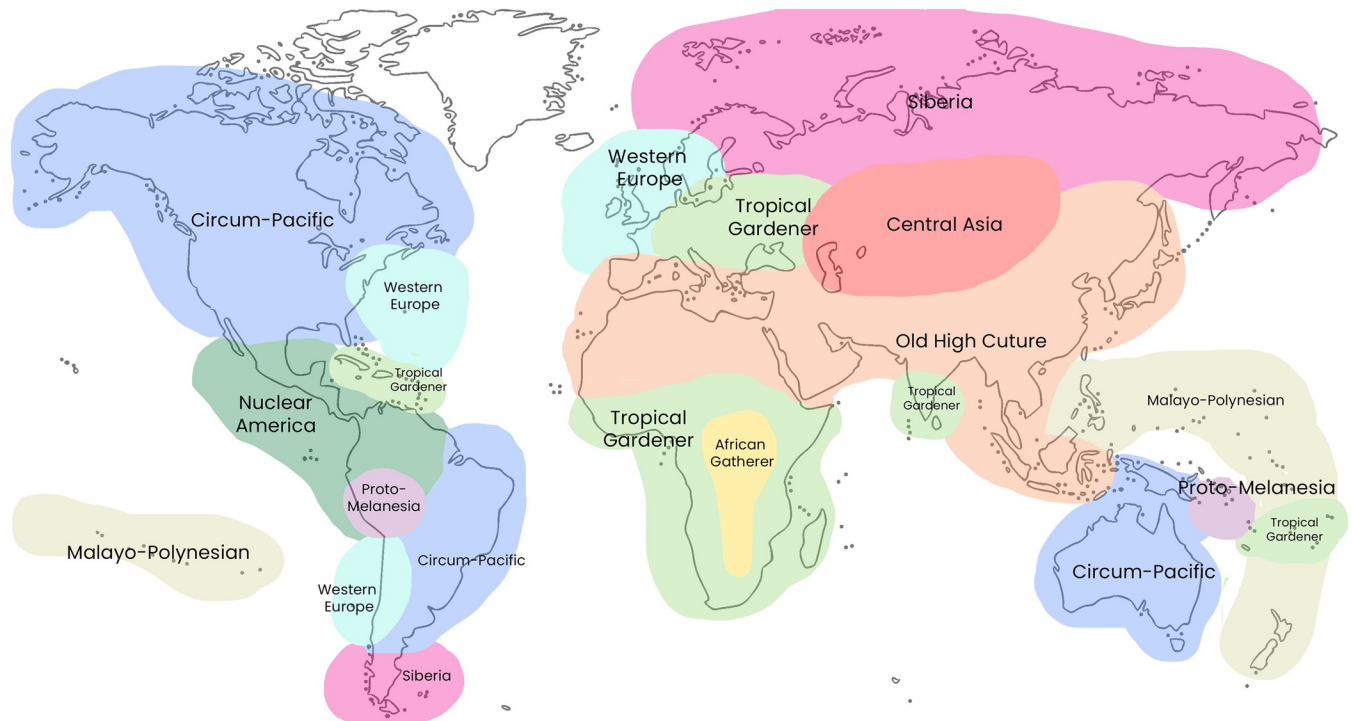 Siberia
Western
Europe
Tropical
Gardener
Central Asia
Circum-Pacific
Western
Europe
Old High Cuture
Tropical
Gardener
Nuclear
America
Tropical
Gardener
African
Gatherer
Tropical
Gardener
Malayo-Polynesian
Proto-
Melanesia
Proto-Melanesia
Tropical
Gardener
Malayo-Polynesian
Circum-Pacific
Circum-Pacific
Western
Europe
Siberia